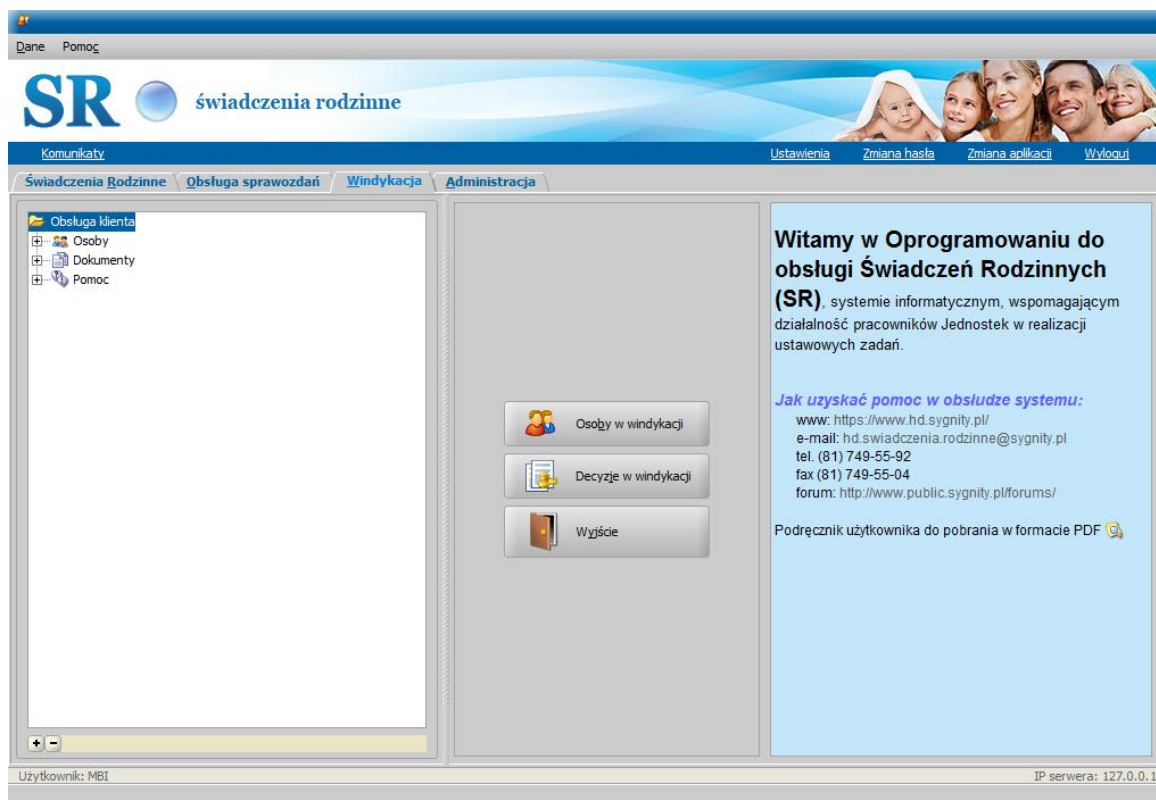 Dane Pomoc
SR świadczenia rodzinne
Komunikaty
Ustawienia Zmiana hasła Zmiana aplikacji Wyloguj
Świadczenia Rodzinne Obsługa sprawozdań Windykacja Administracja
Obsługa klienta
Osoby
Dokumenty
Pomoc
Osoby w windykacji
Decyzje w windykacji
Wyjście
Witamy w Oprogramowaniu do
obsługi Świadczeń Rodzinnych
(SR), systemie informatycznym, wspomagającym
działalność pracowników Jednostek w realizacji
ustawowych zadań.
Jak uzyskać pomoc w obsłudze systemu:
www: https://www.hd.sygnity.pl/
e-mail: hd.swiadczenia.rodzinne@sygnity.pl
tel. (81) 749-55-92
fax (81) 749-55-04
forum: http://www.public.sygnity.pl/forums/
Podręcznik użytkownika do pobrania w formacie PDF
Użytkownik: MBI
IP serwera: 127.0.0.1